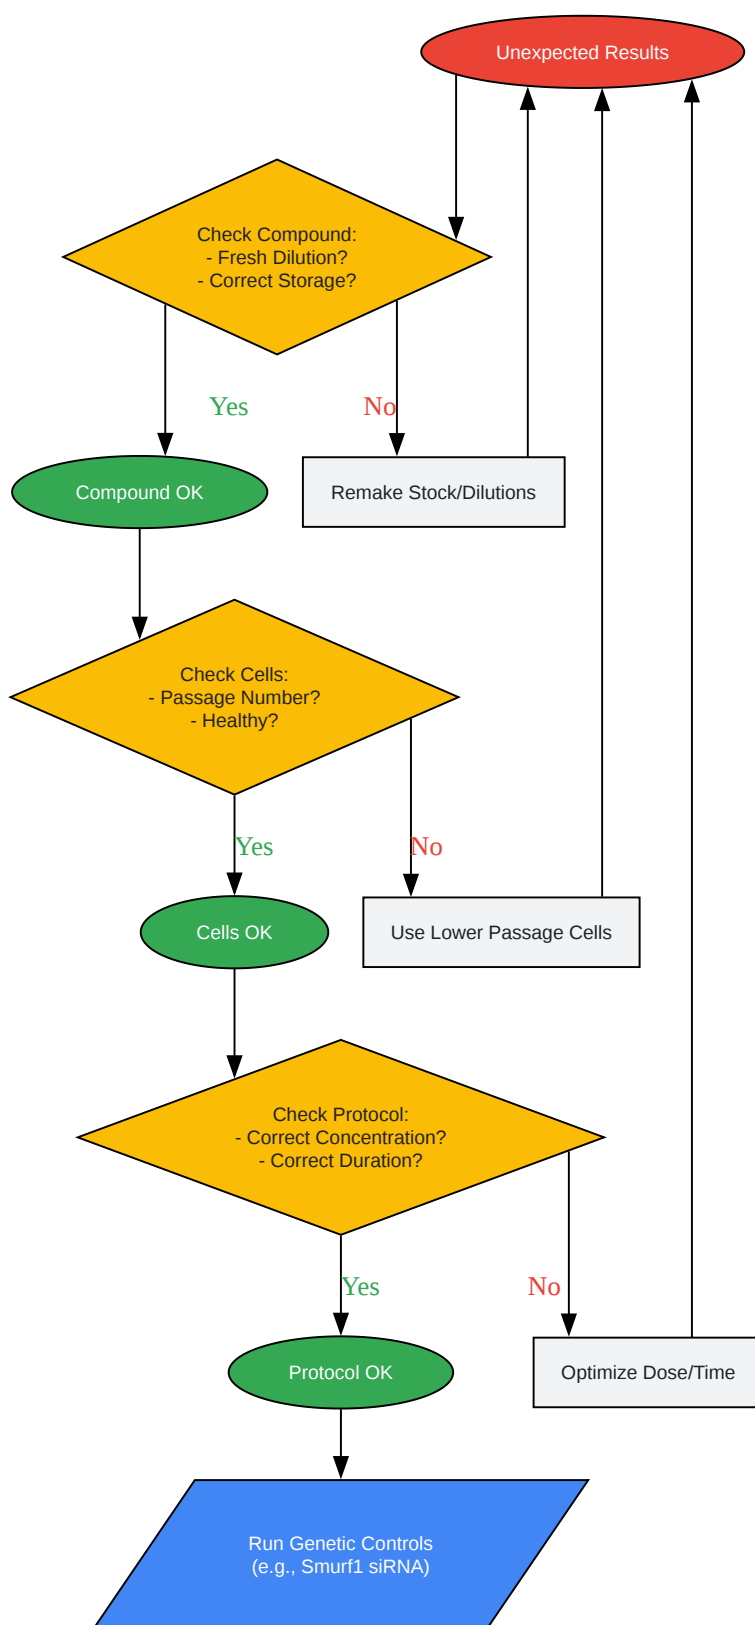 Unexpected Results
Check Compound:
- Fresh Dilution?
- Correct Storage?
Yes
No
Compound OK
Remake Stock/Dilutions
Check Cells:
- Passage Number?
- Healthy?
Yes
No
Cells OK
Use Lower Passage Cells
Check Protocol:
- Correct Concentration?
- Correct Duration?
Yes
No
Protocol OK
Optimize Dose/Time
Run Genetic Controls
(e.g., Smurf1 siRNA)